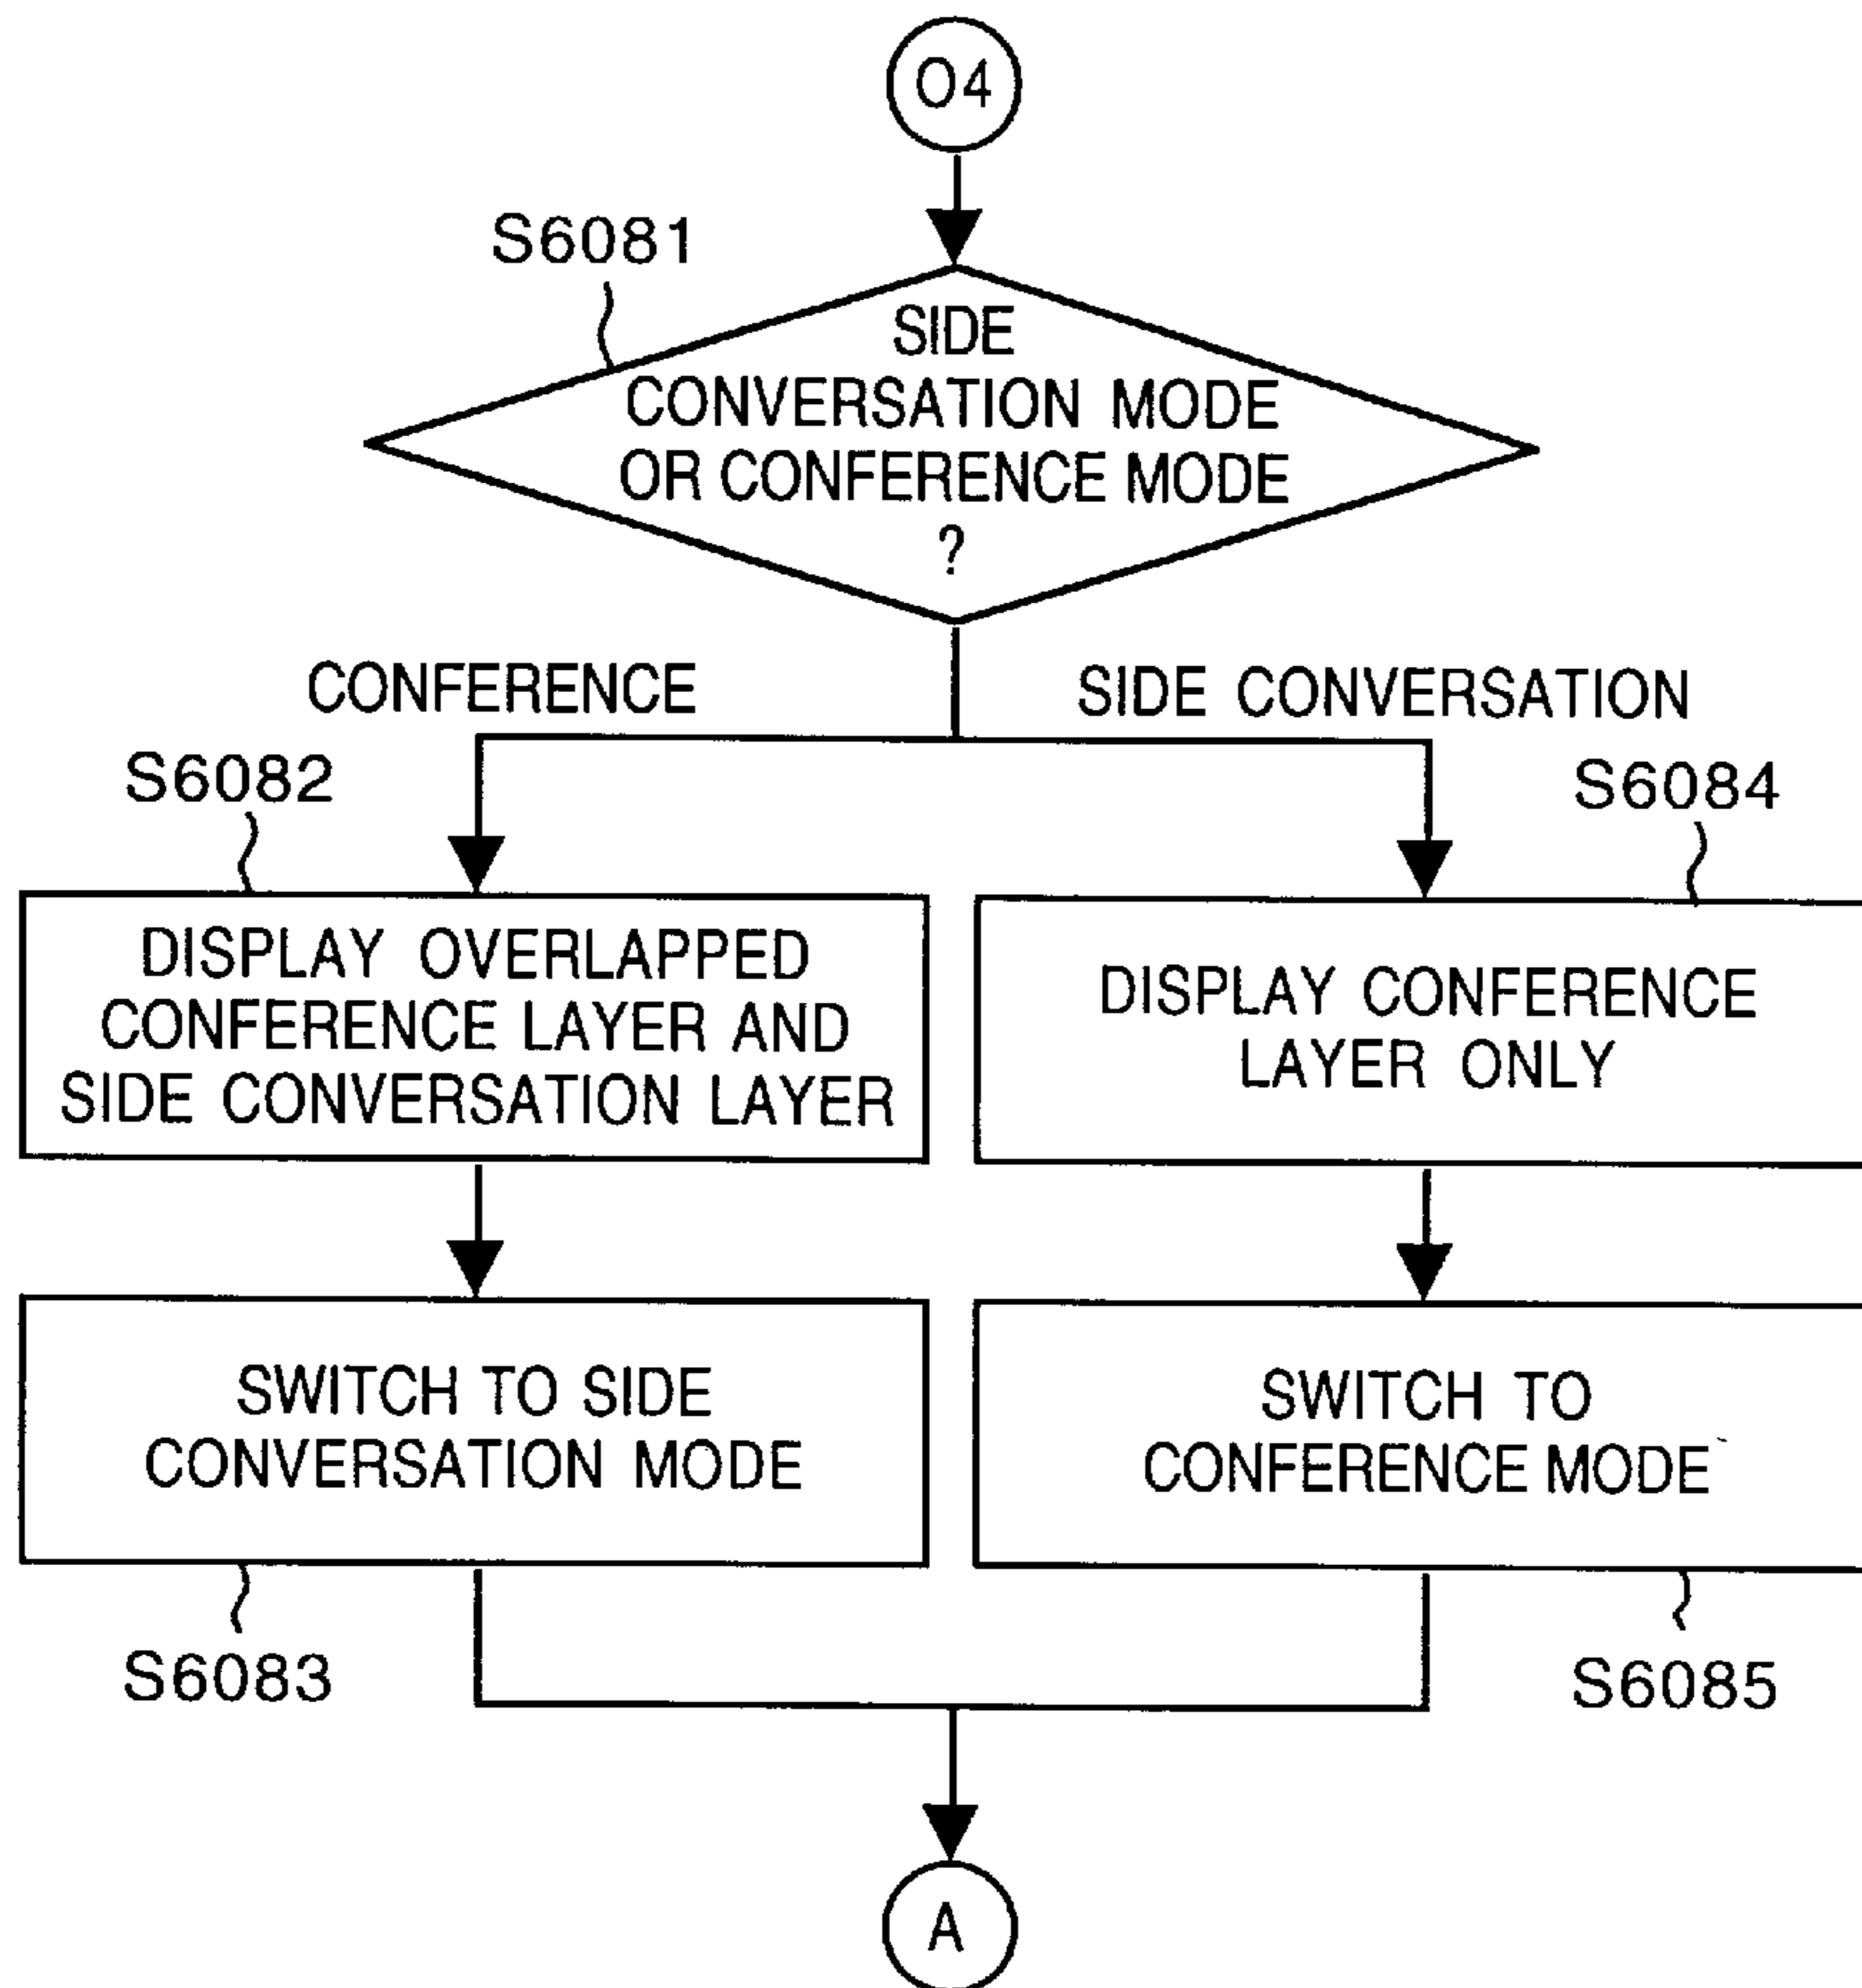 O4
S6081
SIDE
CONVERSATION MODE
OR CONFERENCE MODE
?
CONFERENCE
SIDE CONVERSATION
S6082
S6084
DISPLAY OVERLAPPED
CONFERENCE LAYER AND
SIDE CONVERSATION LAYER
DISPLAY CONFERENCE
LAYER ONLY
SWITCH TO SIDE
CONVERSATION MODE
SWITCH TO
CONFERENCE MODE
S6083
S6085
A